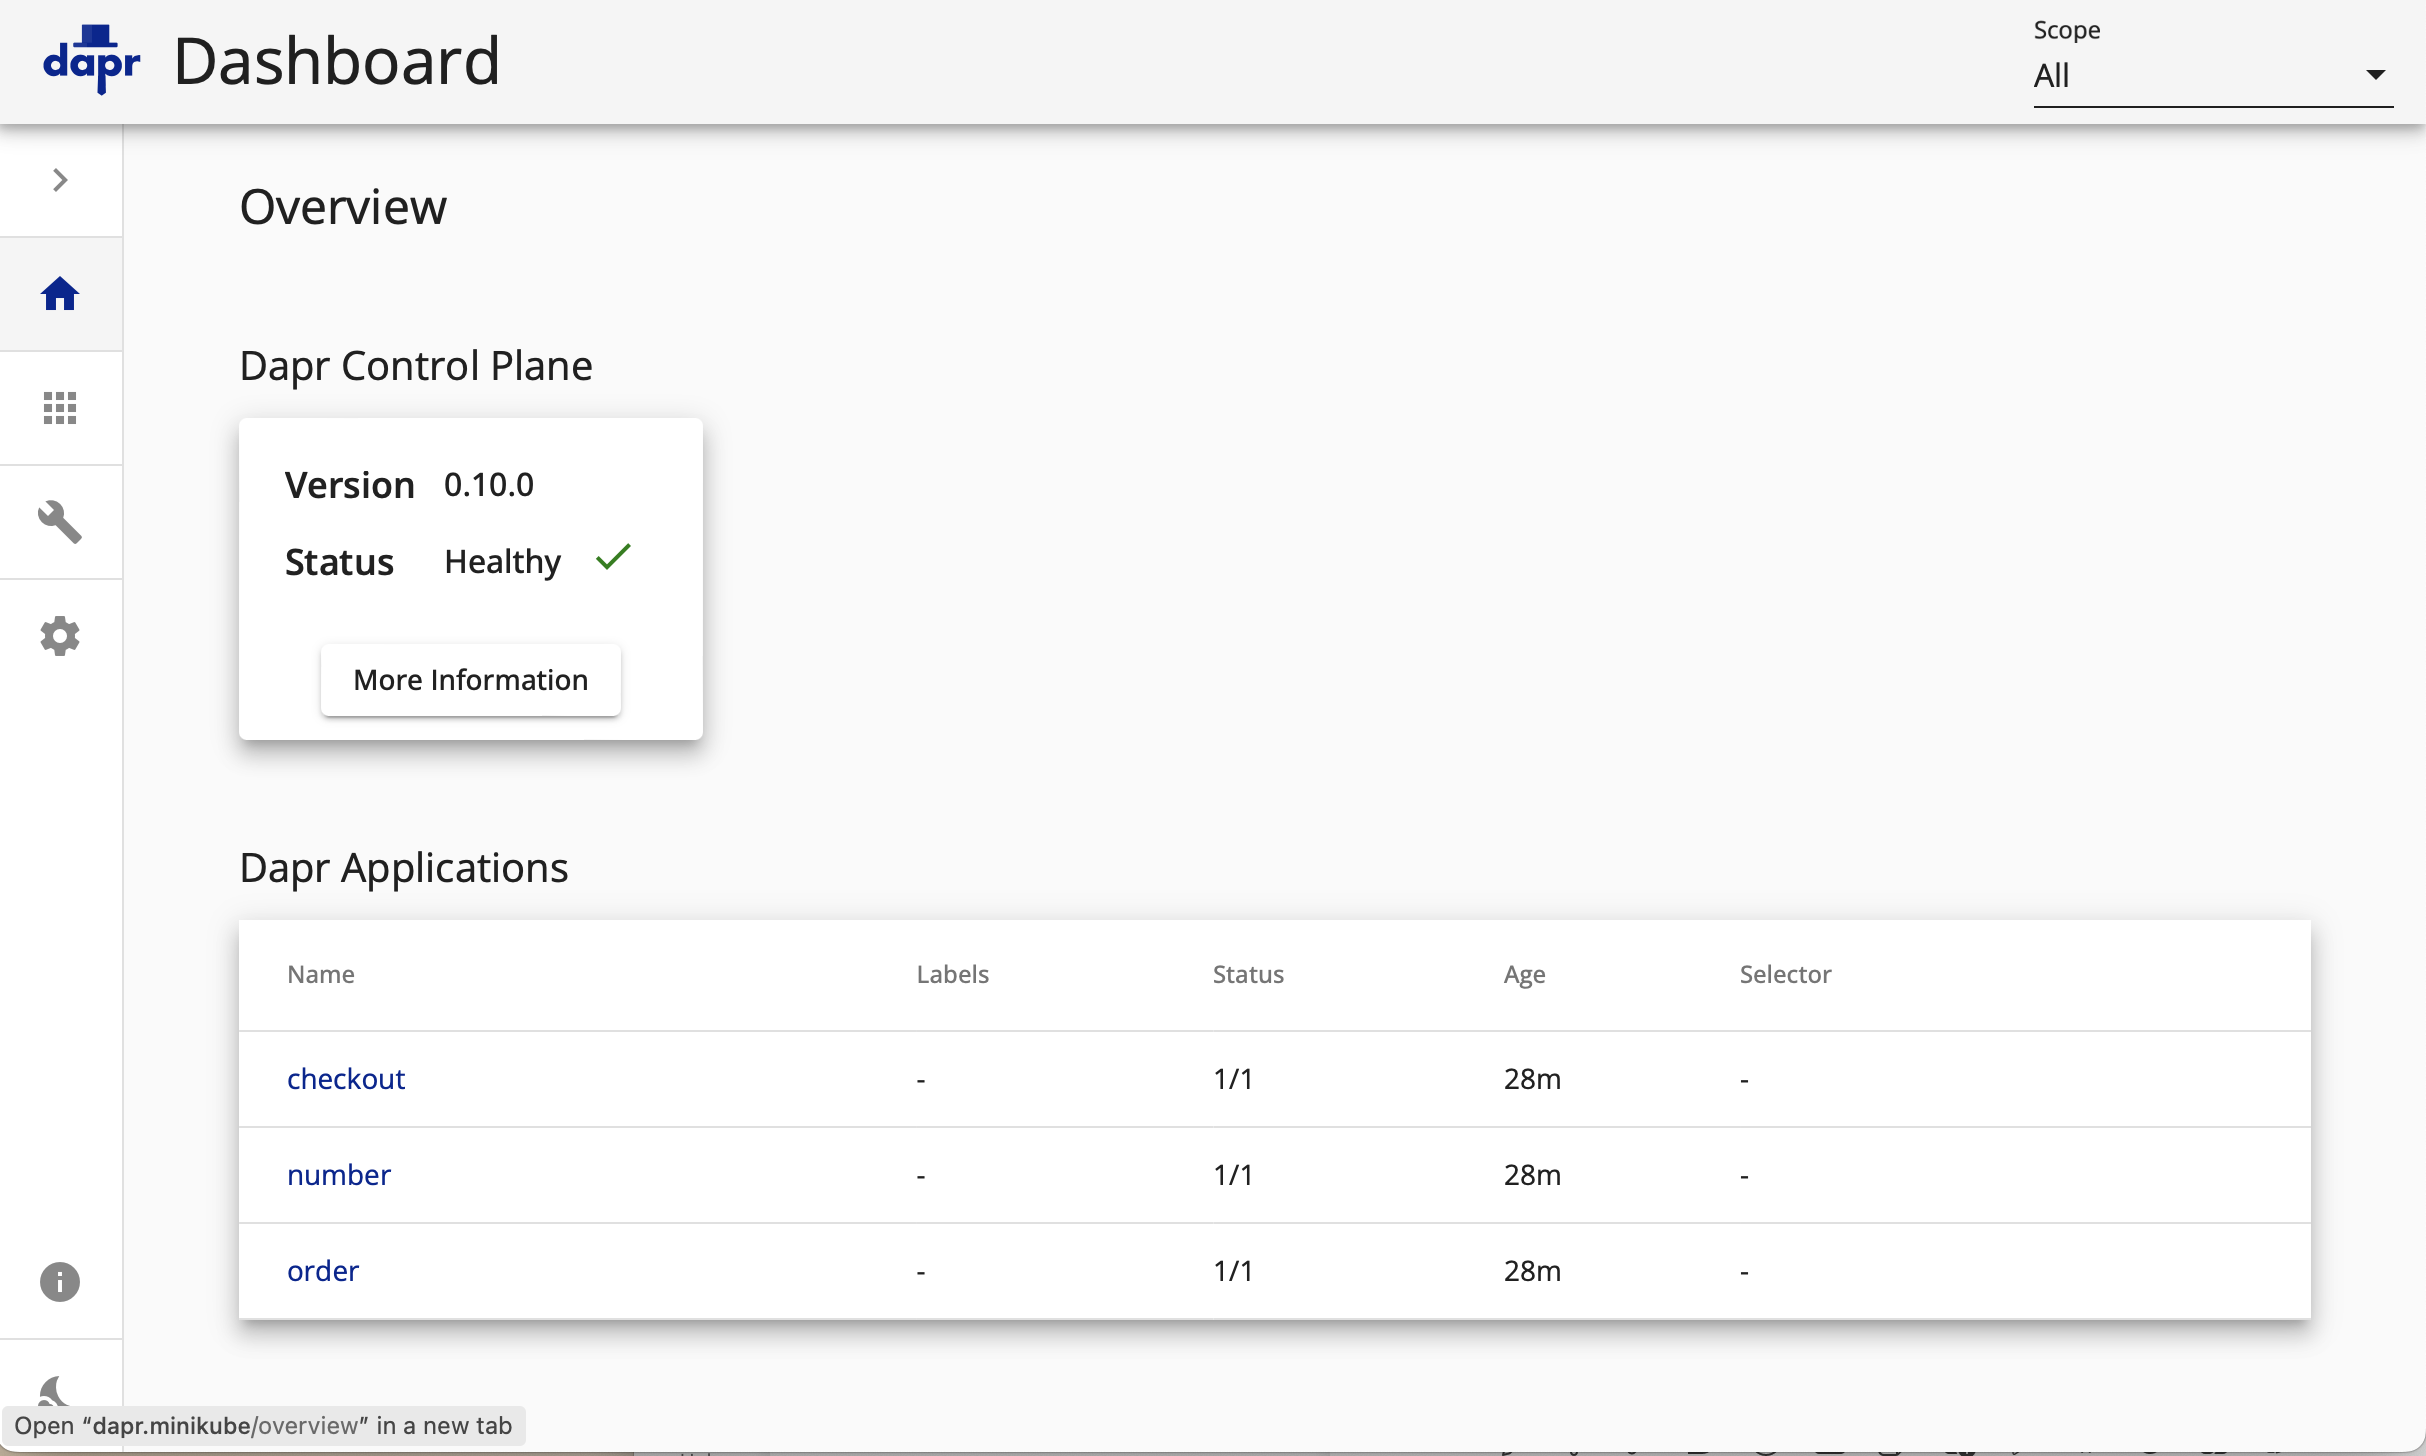 dapr Dashboard
Scope
All
Overview
Dapr Control Plane
Version 0.10.0
Status Healthy
More Information
Dapr Applications
Name Labels Status Age Selector
checkout - 1/1 28m -
number - 1/1 28m -
order - 1/1 28m -
Open “dapr.minikube/overview” in a new tab